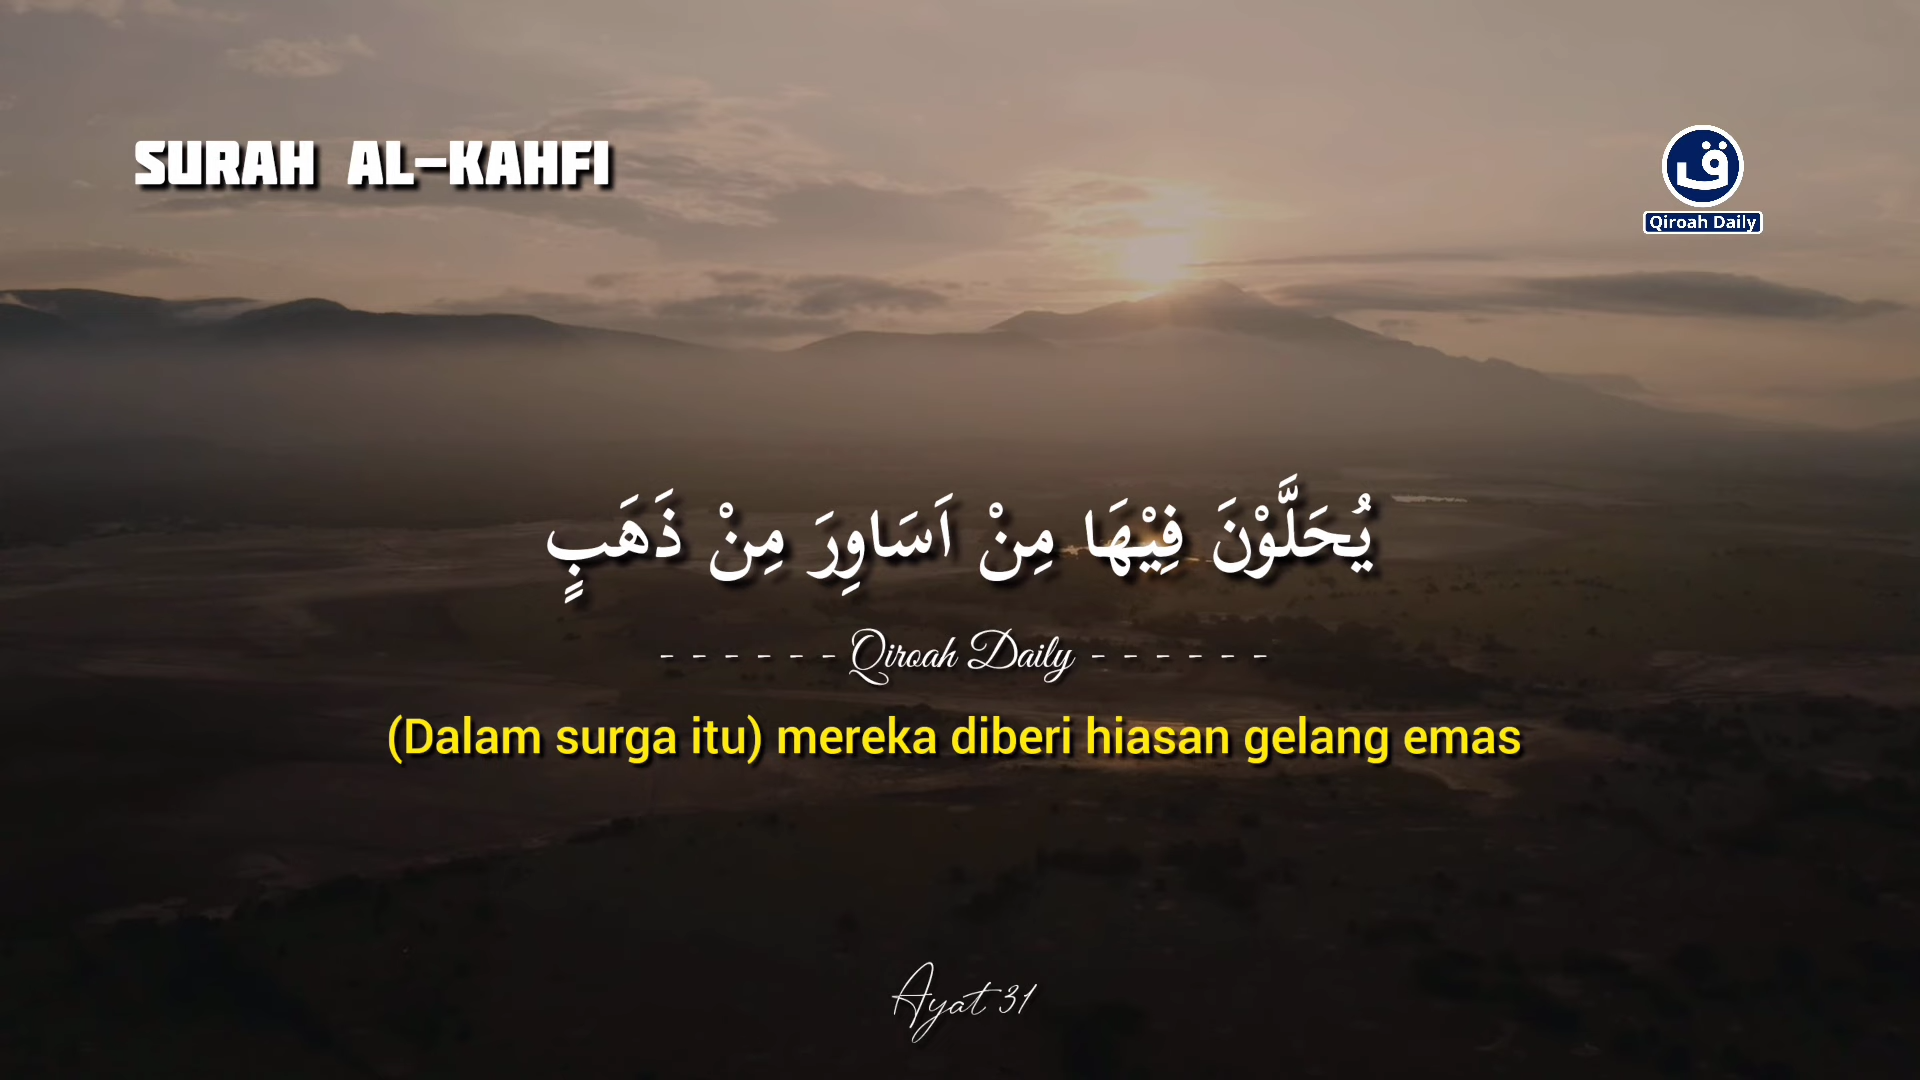 SURAH AL-KAHFI
ق
Qiroah Daily
يُحَلَّوْنَ فِيْهَا مِنْ اَسَاوِرَ مِنْ ذَهَبٍ
- - - - - - Qiroah Daily - - - - - -
(Dalam surga itu) mereka diberi hiasan gelang emas
Ayat 31